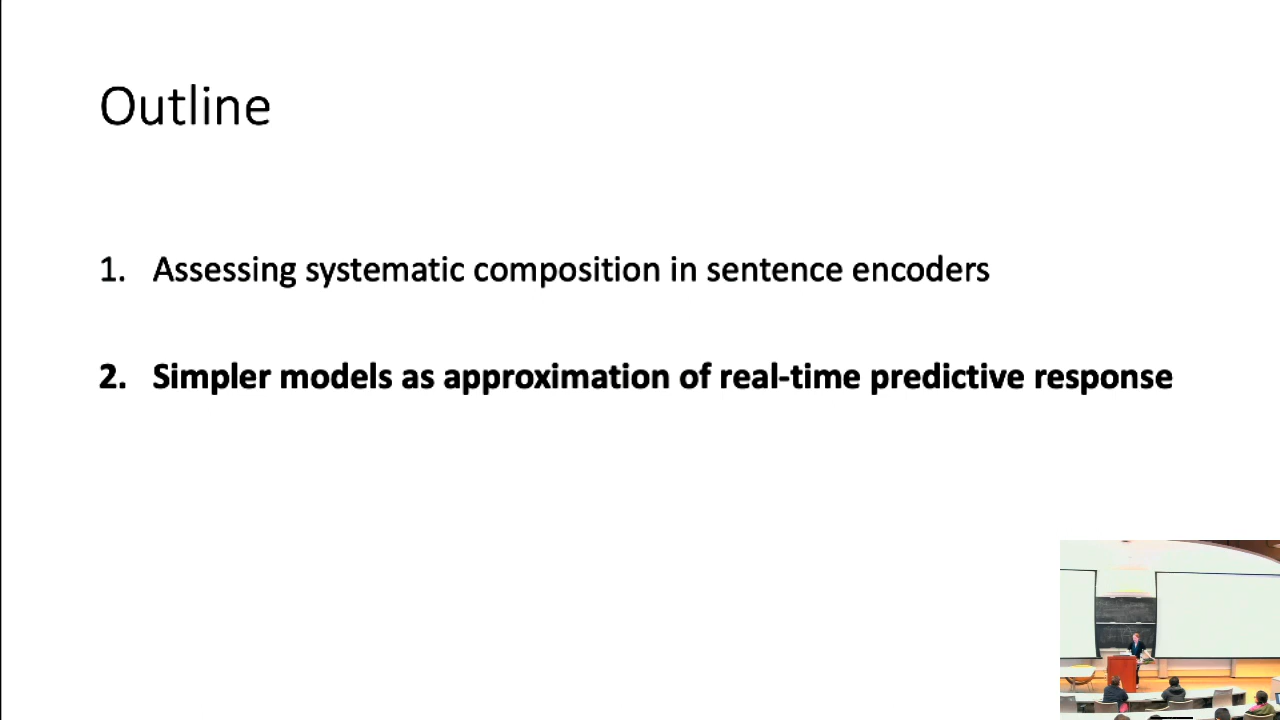 Outline
1. Assessing systematic composition in sentence encoders
2. Simpler models as approximation of real-time predictive response